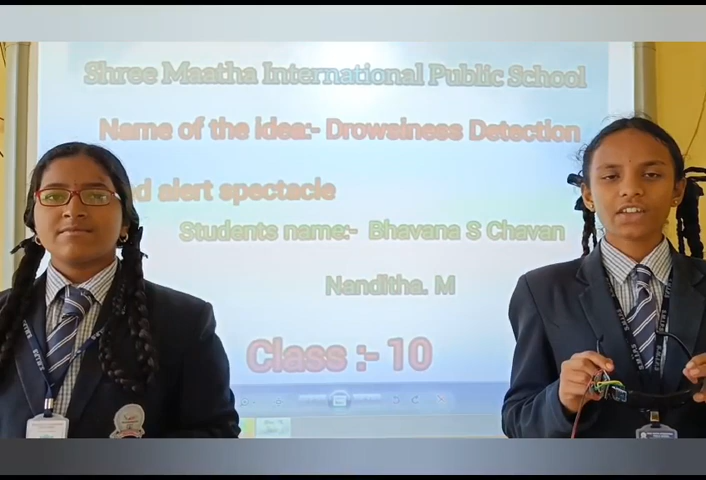 Shree Maatha International Public School
Name of the idea:- Drowsiness Detection
nd alert spectacle
Students name:- Bhavana S Chavan
Nanditha. M
Class :- 10